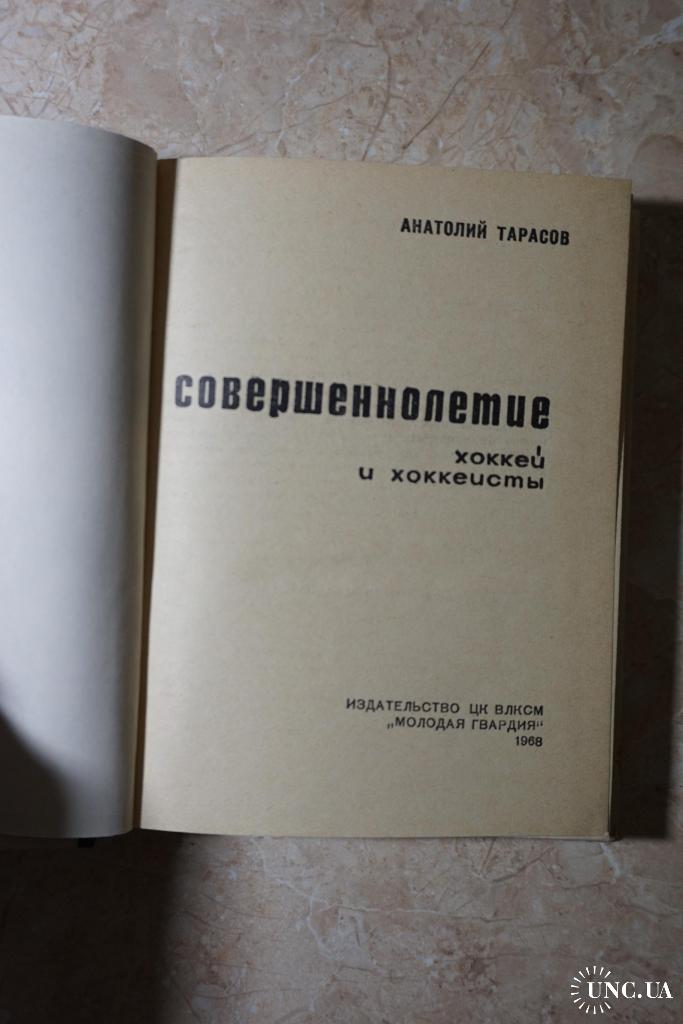 АНАТОЛИЙ ТАРАСОВ
совершеннолетие
хоккей
и хоккеисты
ИЗДАТЕЛЬСТВО ЦК ВЛКСМ
„МОЛОДАЯ ГВАРДИЯ“
1968
UNC.UA